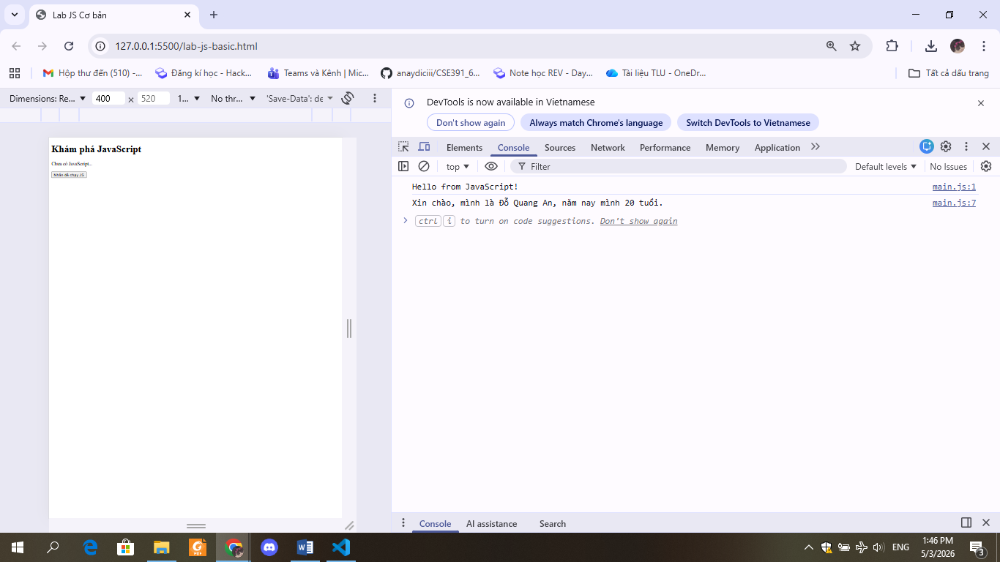 Lab JS Cơ bản
127.0.0.1:5500/lab-js-basic.html
Hộp thư đến (510) -... Đăng kí học - Hack... Teams và Kênh | Mic... anaydiciii/CSE391_6... Note học REV - Day... Tài liệu TLU - OneDr... Tất cả dấu trang
Dimensions: Re... 400 × 520 1... No thr... 'Save-Data': de
DevTools is now available in Vietnamese
Don't show again Always match Chrome's language Switch DevTools to Vietnamese
Elements Console Sources Network Performance Memory Application
top Filter Default levels No Issues
Khám phá JavaScript
Chưa có JavaScript...
Nhấn để chạy JS
Hello from JavaScript! main.js:1
Xin chào, mình là Đỗ Quang An, năm nay mình 20 tuổi. main.js:7
ctrl i to turn on code suggestions. Don't show again
Console AI assistance Search
PDF
ENG
1:46 PM
5/3/2026
3